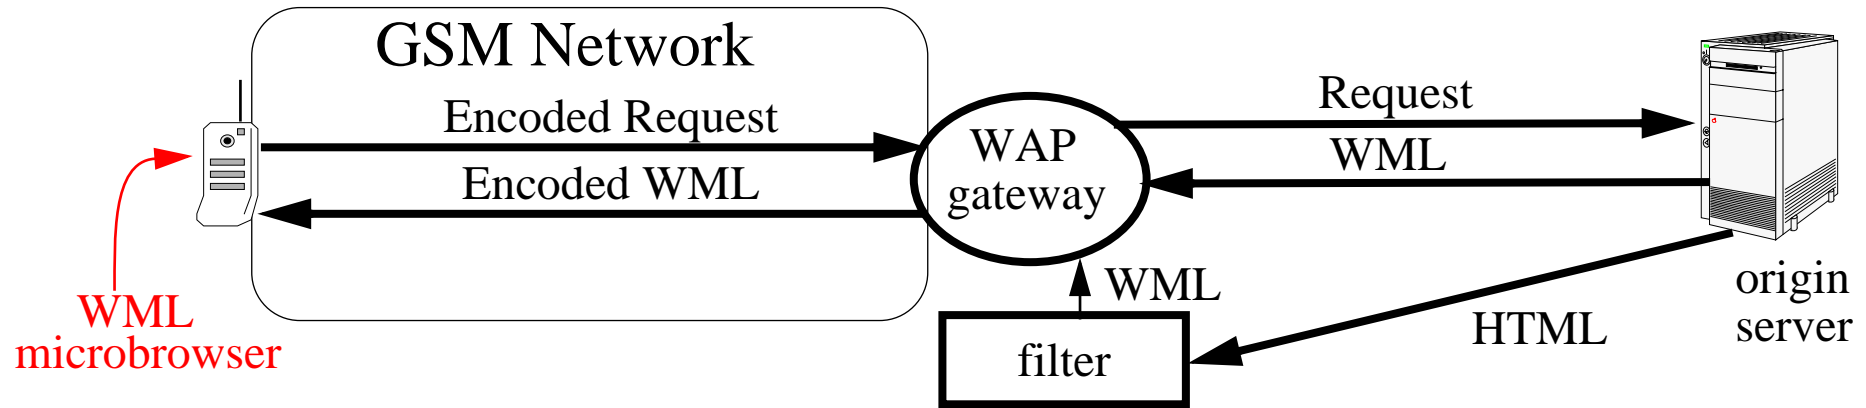 GSM Network
Encoded Request
Encoded WML
WAP
gateway
Request
WML
WML
HTML
filter
origin
server
WML
microbrowser